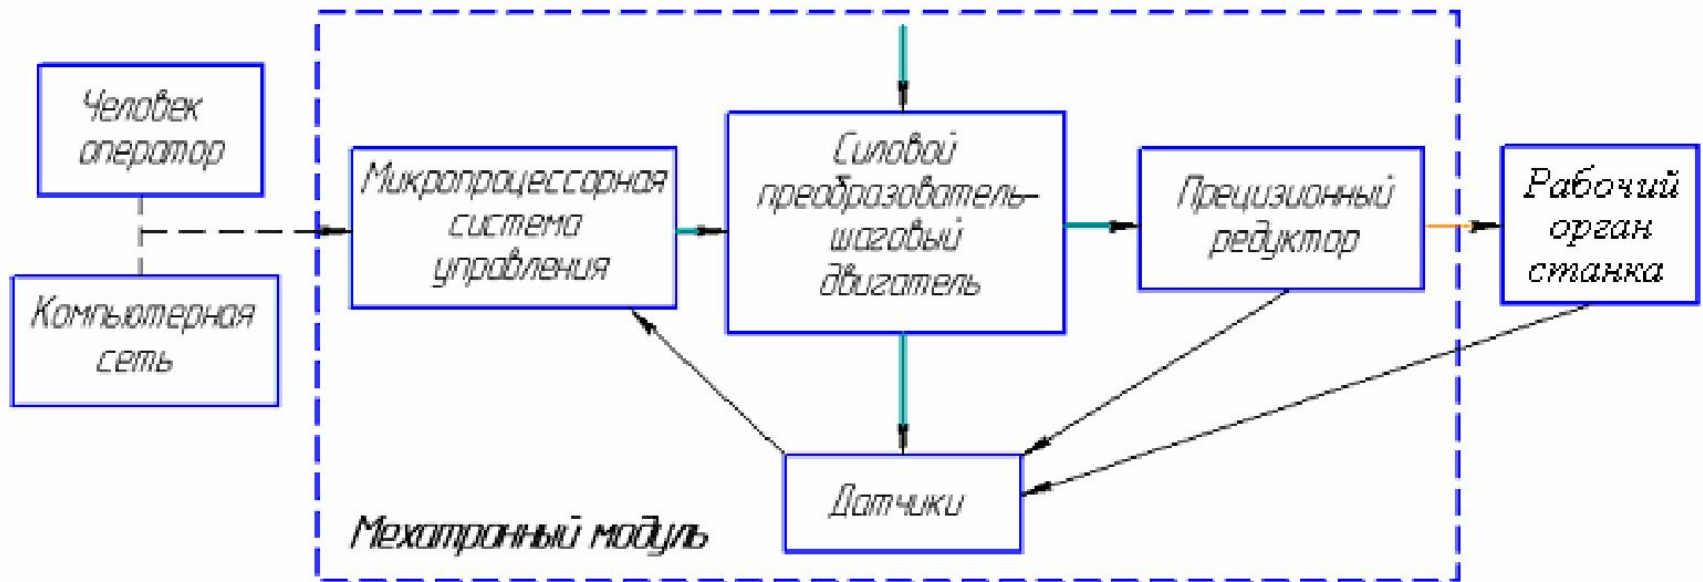 Человек
оператор
Компьютерная
сеть
Микропроцессорная
система
управления
Силовой
преобразователь-
шаговый
двигатель
Прецизионный
редуктор
Рабочий
орган
станка
Датчики
Мехатронный модуль